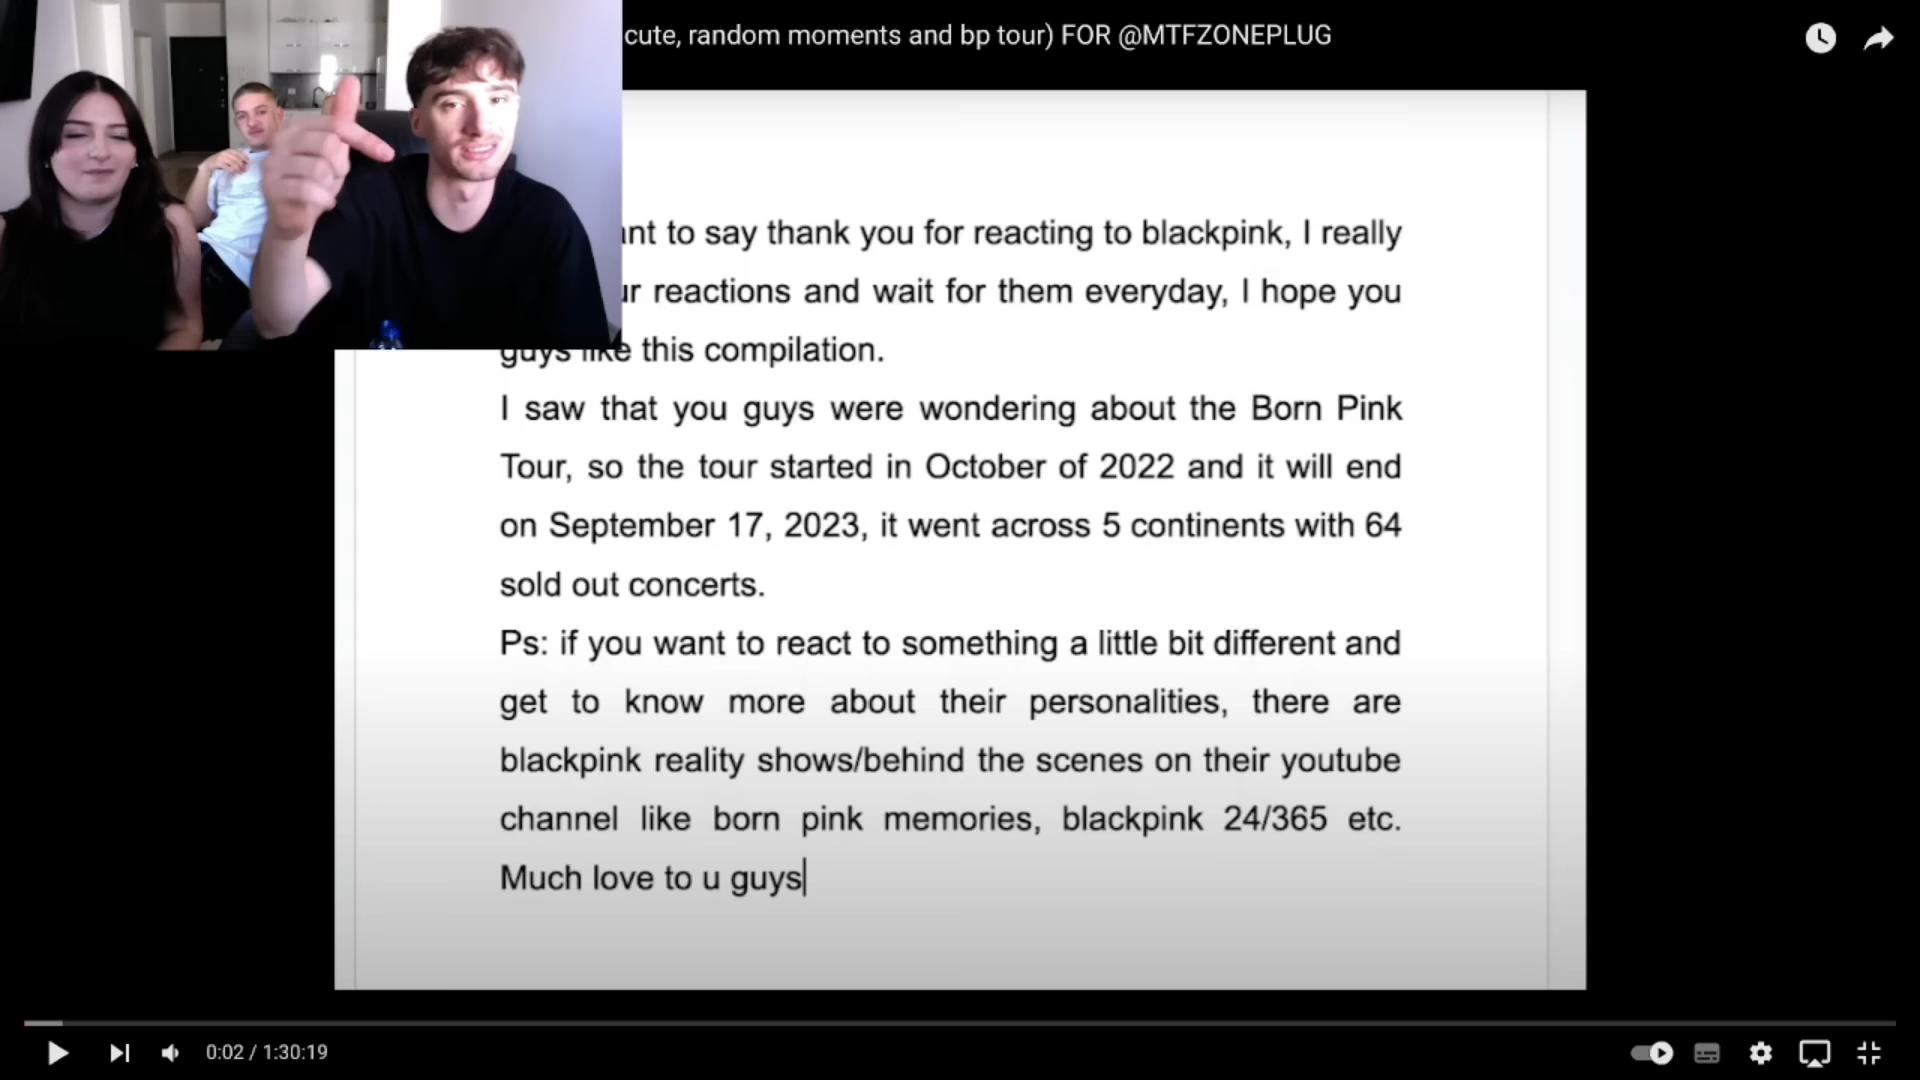 cute, random moments and bp tour) FOR @MTFZONEPLUG
to say thank you for reacting to blackpink, I really
reactions and wait for them everyday, I hope you
guys like this compilation.
I saw that you guys were wondering about the Born Pink
Tour, so the tour started in October of 2022 and it will end
on September 17, 2023, it went across 5 continents with 64
sold out concerts.
Ps: if you want to react to something a little bit different and
get to know more about their personalities, there are
blackpink reality shows/behind the scenes on their youtube
channel like born pink memories, blackpink 24/365 etc.
Much love to u guys
0:02 / 1:30:19